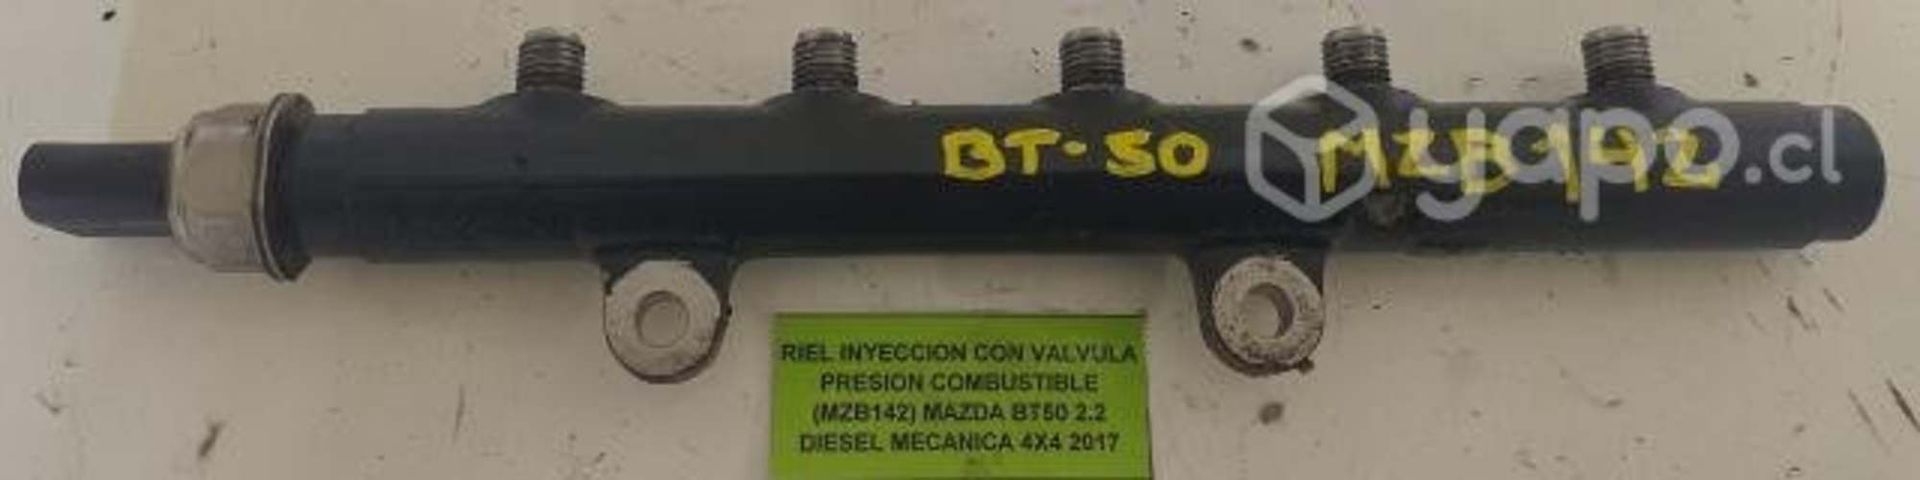 BT-50 MZB142
yapo.cl
RIEL INYECCION CON VALVULA
PRESION COMBUSTIBLE
(MZB142) MAZDA BT50 2.2
DIESEL MECANICA 4X4 2017